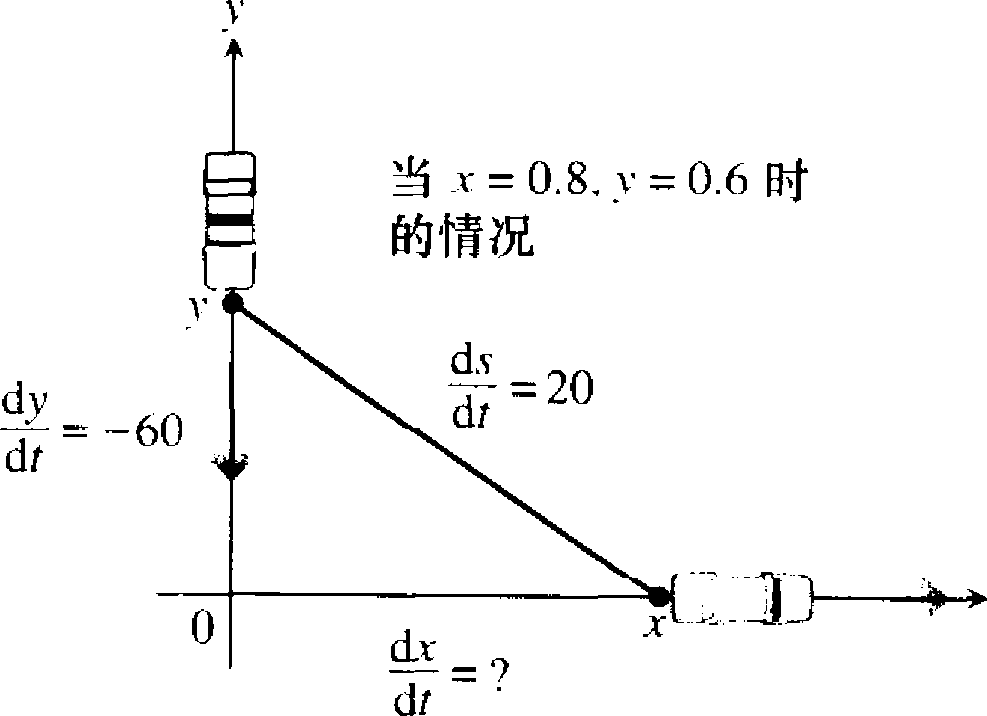 y
当 x = 0.8, y = 0.6 时
的情况
y
ds/dt = 20
dy/dt = -60
0
x
dx/dt = ?